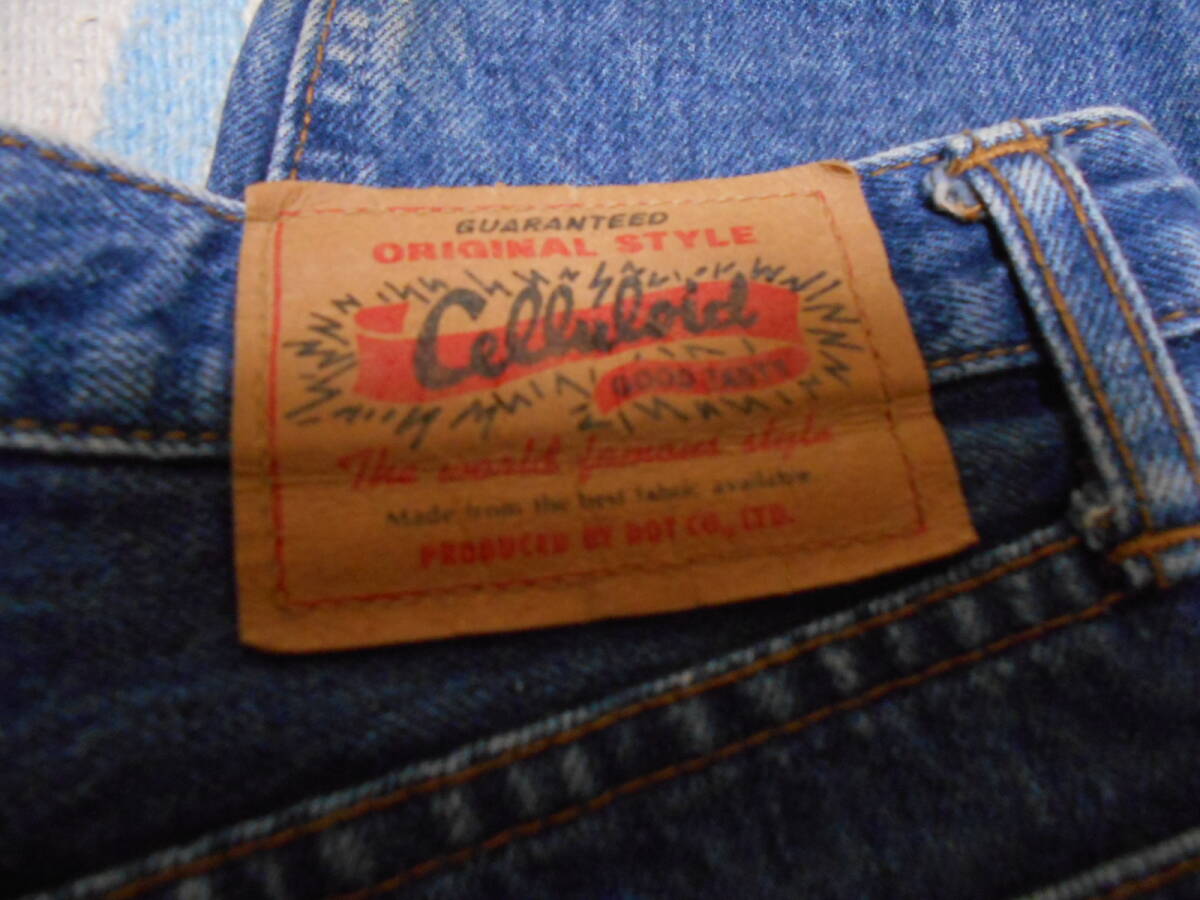 GUARANTEED
ORIGINAL STYLE
Celluloid
GOOD TASTE
The world famous style
Made from the best fabric available
PRODUCED BY DOT CO., LTD.